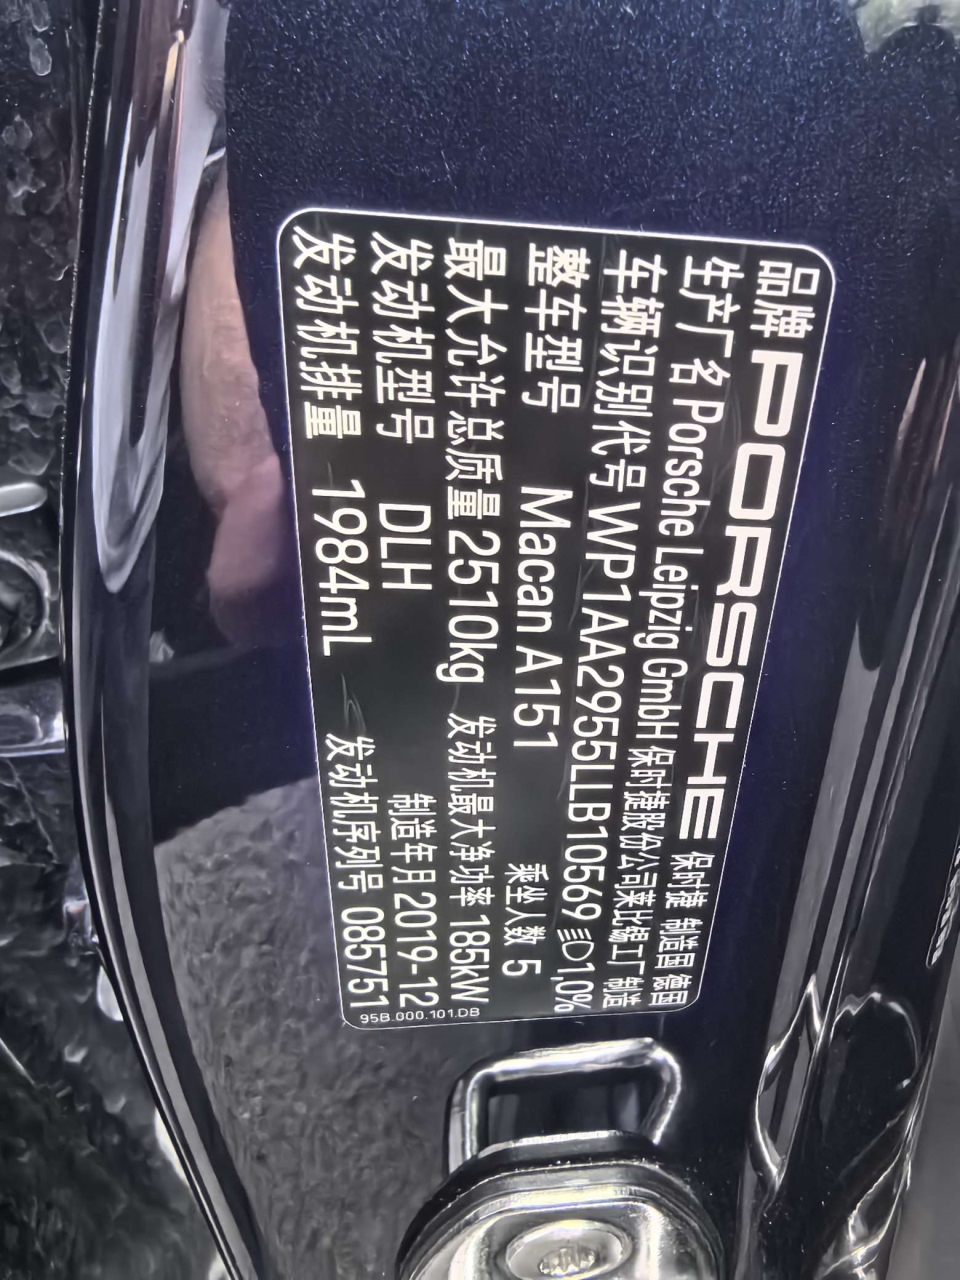 品牌 PORSCHE 保时捷 制造国 德国
生产厂名 Porsche Leipzig GmbH 保时捷股份公司莱比锡工厂 制造
车辆识别代号 WP1AA2955LLB10569 1,0%
整车型号 Macan A151 乘坐人数 5
最大允许总质量 2510kg 发动机最大净功率 185kW
发动机型号 DLH 制造年月 2019-12
发动机排量 1984mL 发动机序列号 085751
95B.000.101.DB